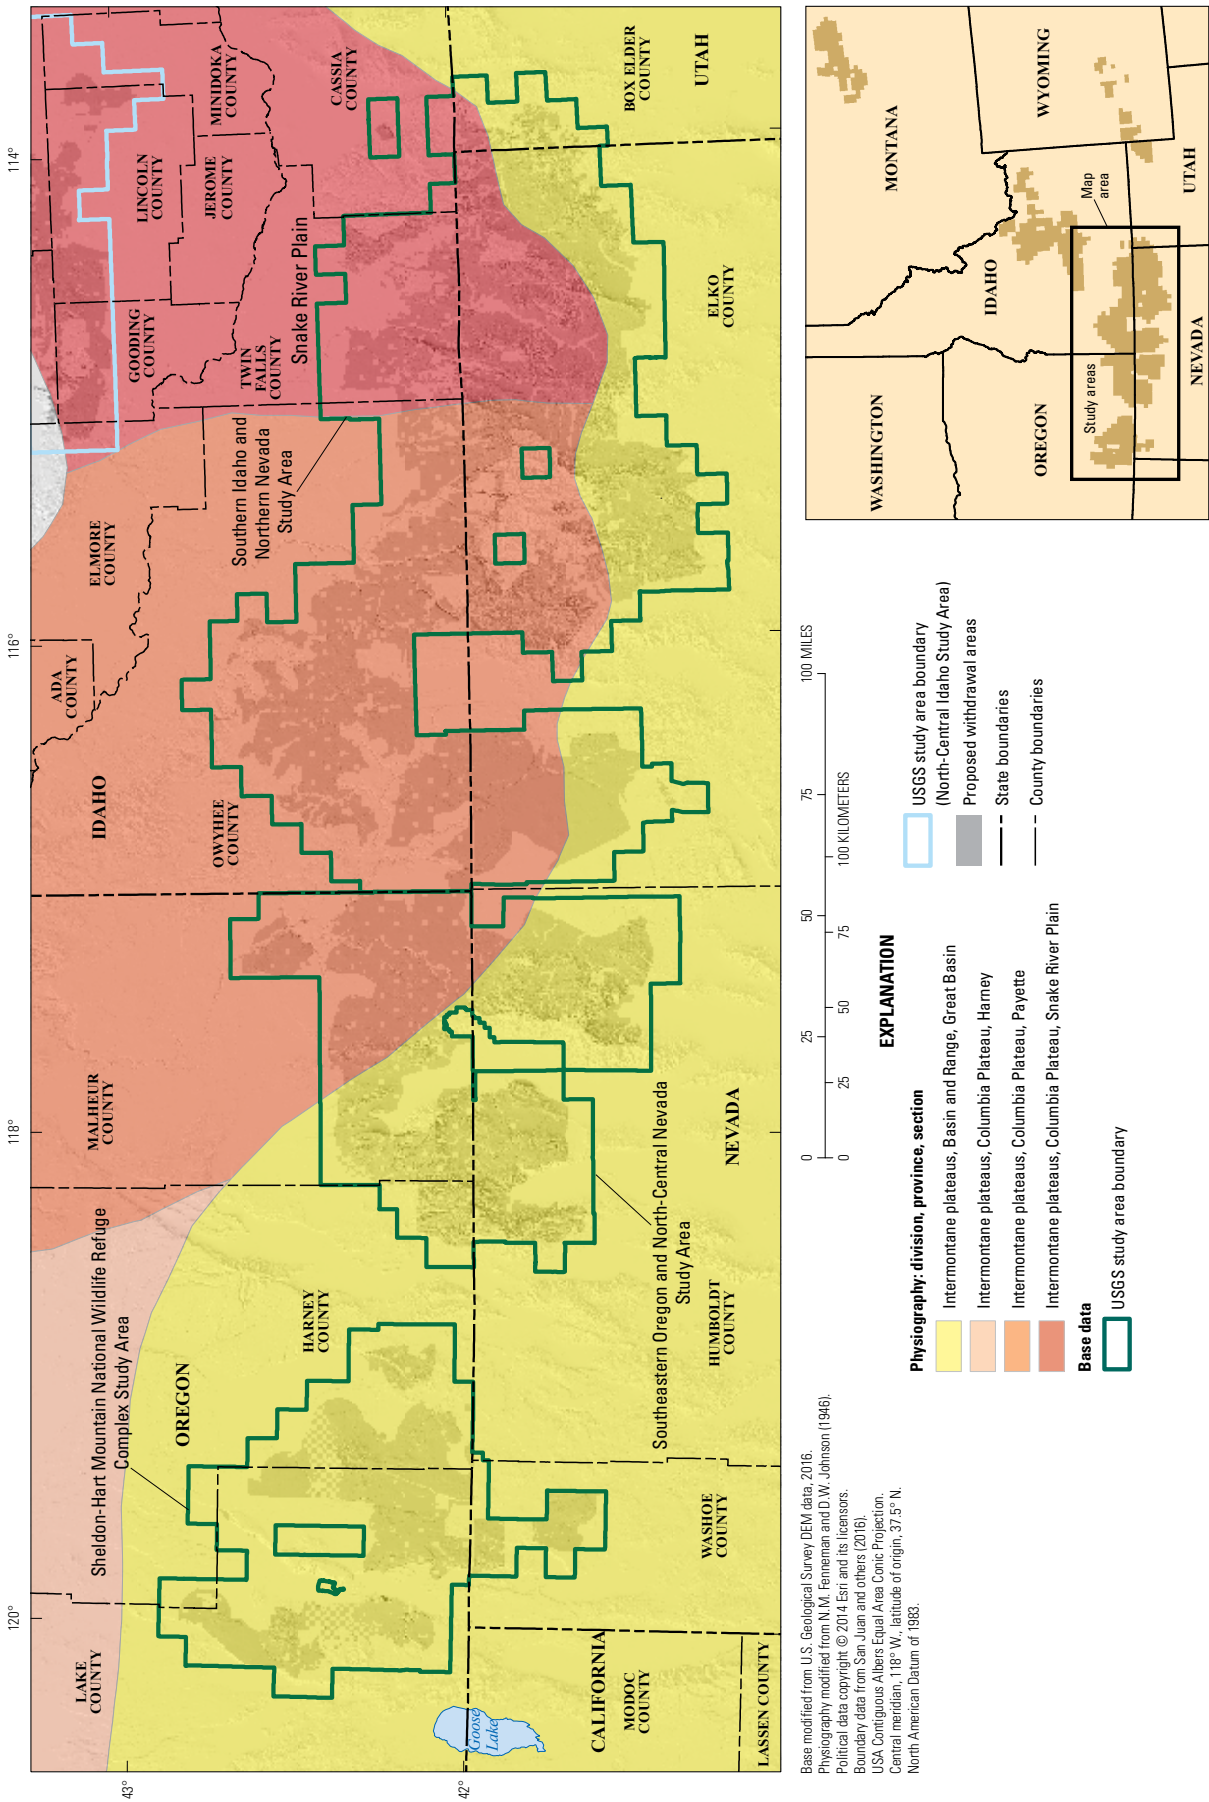 120°
118°
116°
114°
43°
42°
LAKE
COUNTY
Sheldon-Hart Mountain National Wildlife Refuge
Complex Study Area
OREGON
HARNEY
COUNTY
MALHEUR
COUNTY
IDAHO
OWYHEE
COUNTY
ADA
COUNTY
ELMORE
COUNTY
Southern Idaho and
Northern Nevada
Study Area
GOODING
COUNTY
TWIN
FALLS
COUNTY
Snake River Plain
LINCOLN
COUNTY
JEROME
COUNTY
MINIDOKA
COUNTY
CASSIA
COUNTY
BOX ELDER
COUNTY
UTAH
ELKO
COUNTY
NEVADA
Southeastern Oregon and North-Central Nevada
Study Area
HUMBOLDT
COUNTY
WASHOE
COUNTY
Goose
Lake
CALIFORNIA
MODOC
COUNTY
LASSEN COUNTY
Base modified from U.S. Geological Survey DEM data, 2016.
Physiography modified from N.M. Fenneman and D.W. Johnson (1946).
Political data copyright © 2014 Esri and its licensors.
Boundary data from San Juan and others (2016).
USA Contiguous Albers Equal Area Conic Projection.
Central meridian, 118° W., latitude of origin, 37.5° N.
North American Datum of 1983.
0 25 50 75 100 MILES
0 25 50 75 100 KILOMETERS
EXPLANATION
Physiography: division, province, section
Intermontane plateaus, Basin and Range, Great Basin
Intermontane plateaus, Columbia Plateau, Harney
Intermontane plateaus, Columbia Plateau, Payette
Intermontane plateaus, Columbia Plateau, Snake River Plain
Base data
USGS study area boundary
USGS study area boundary
(North-Central Idaho Study Area)
Proposed withdrawal areas
State boundaries
County boundaries
WASHINGTON
OREGON
Study areas
IDAHO
MONTANA
WYOMING
Map
area
NEVADA
UTAH